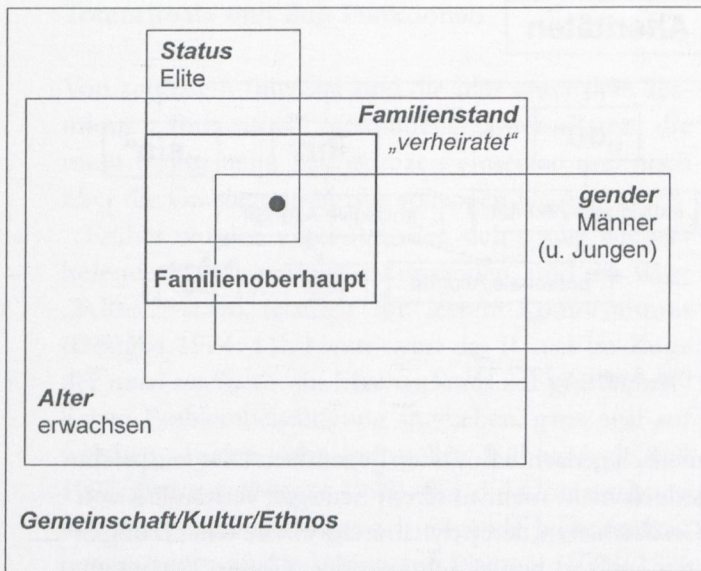 Status
Elite
Familienstand
„verheiratet“
gender
Männer
(u. Jungen)
Familienoberhaupt
Alter
erwachsen
Gemeinschaft/Kultur/Ethnos